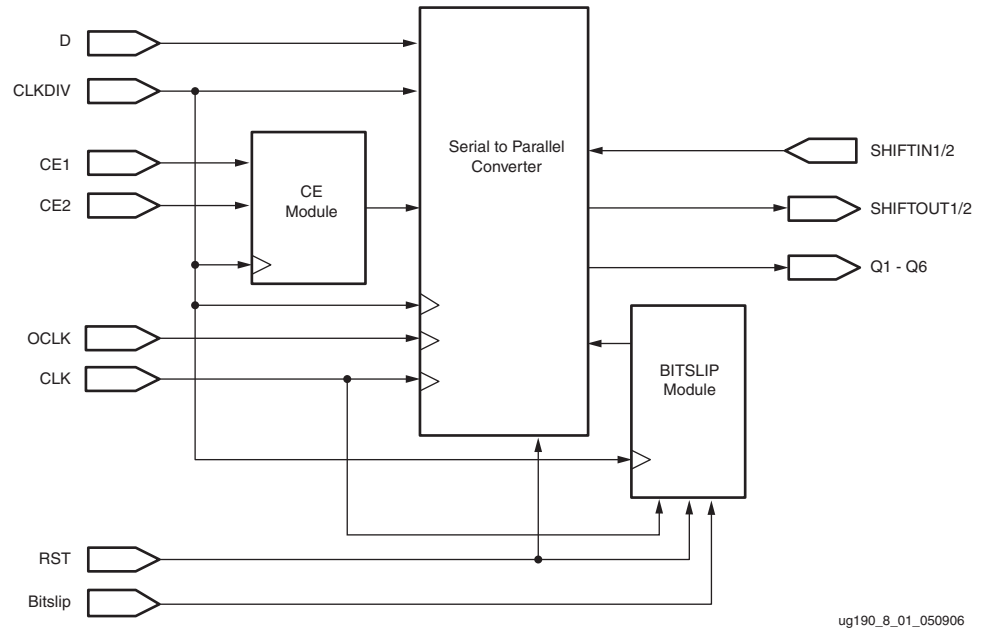 D
CLKDIV
CE1
CE2
CE
Module
Serial to Parallel
Converter
SHIFTIN1/2
SHIFTOUT1/2
Q1 - Q6
OCLK
CLK
BITSLIP
Module
RST
Bitslip
ug190_8_01_050906